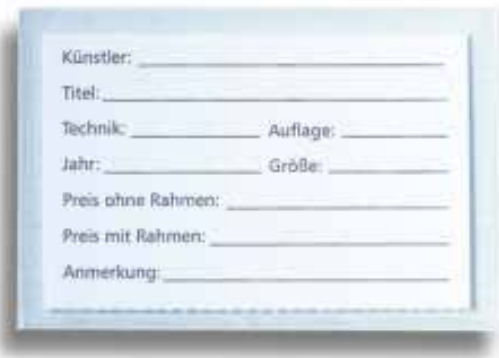 Künstler:
Titel:
Technik: Auflage:
Jahr: Größe:
Preis ohne Rahmen:
Preis mit Rahmen:
Anmerkung: